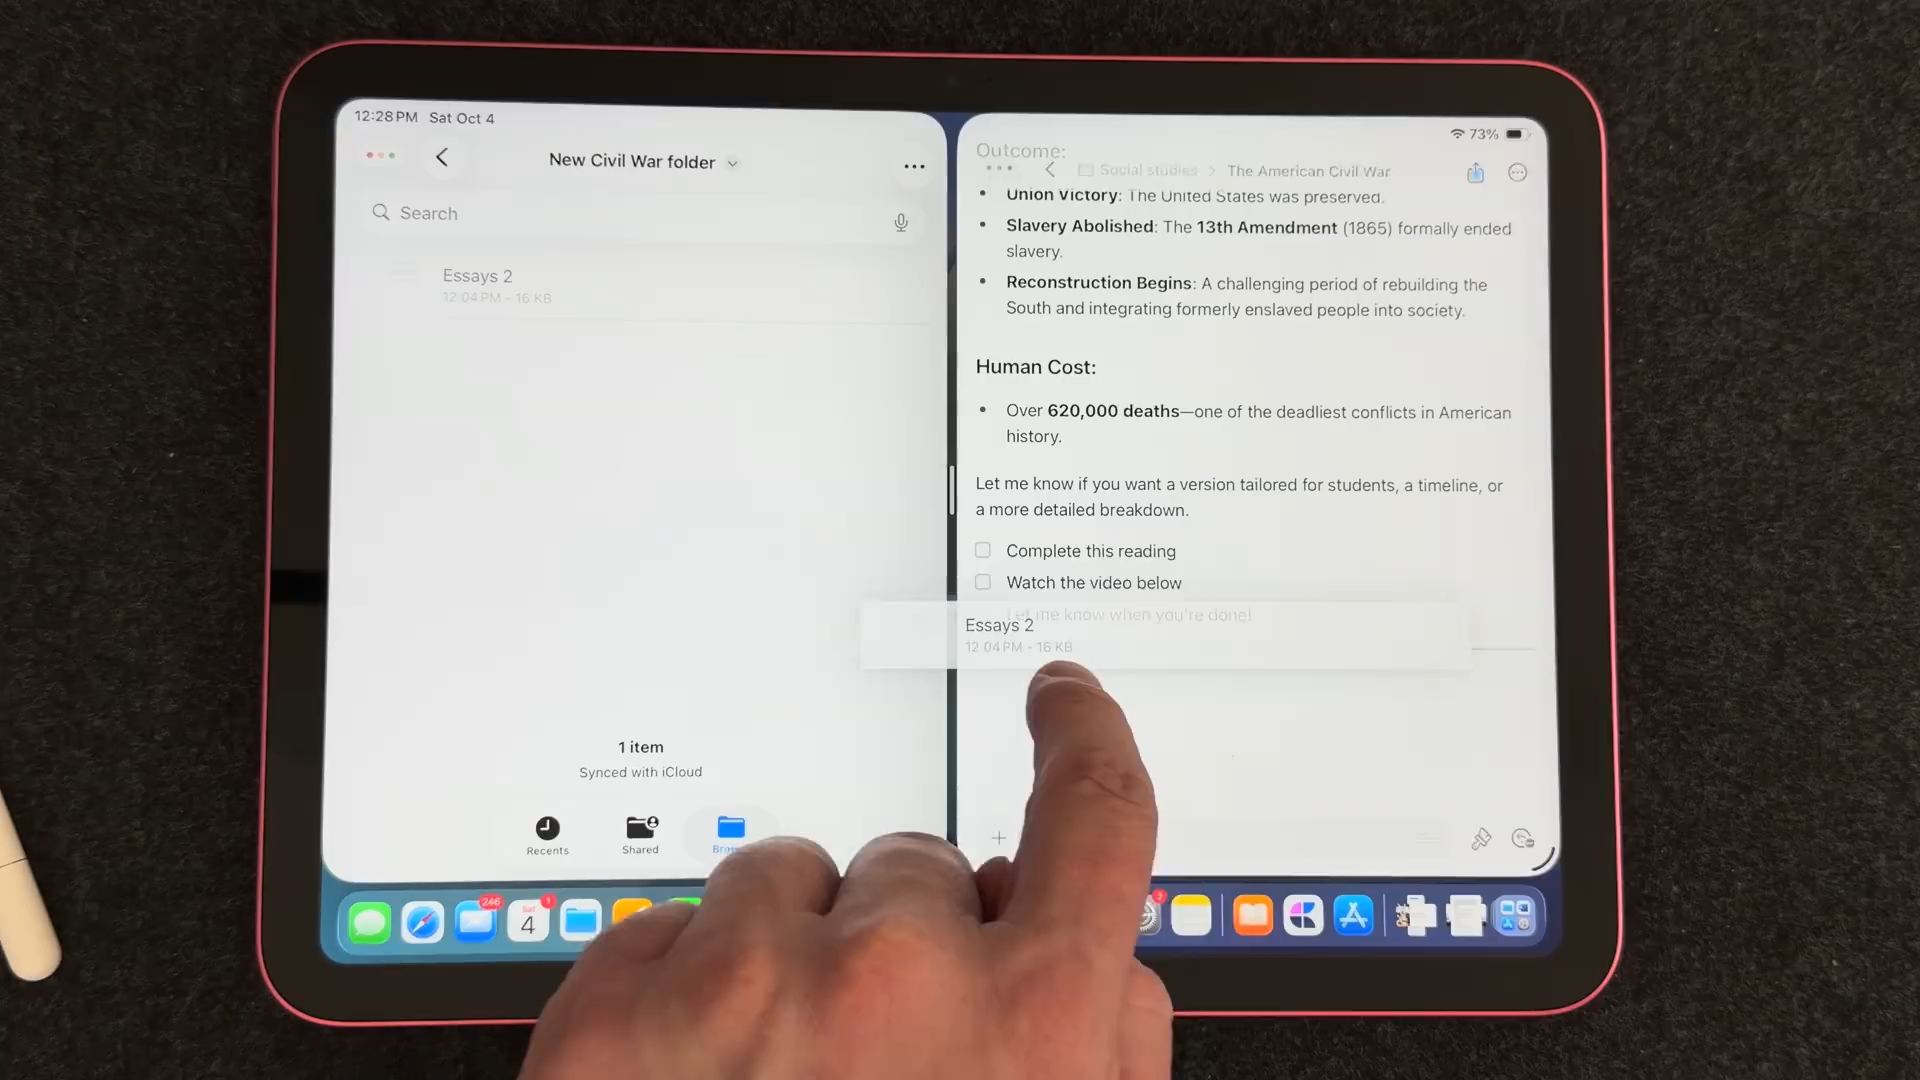 12:28 PM Sat Oct 4
New Civil War folder
Search
Essays 2
12:04 PM - 16 KB
1 item
Synced with iCloud
Recents
Shared
246
1
Sat
4
73%
Outcome:
Social studies > The American Civil War
• Union Victory: The United States was preserved.
• Slavery Abolished: The 13th Amendment (1865) formally ended
slavery.
• Reconstruction Begins: A challenging period of rebuilding the
South and integrating formerly enslaved people into society.
Human Cost:
• Over 620,000 deaths—one of the deadliest conflicts in American
history.
Let me know if you want a version tailored for students, a timeline, or
a more detailed breakdown.
Complete this reading
Watch the video below
Let me know when you're done!
Essays 2
12:04 PM - 16 KB
3